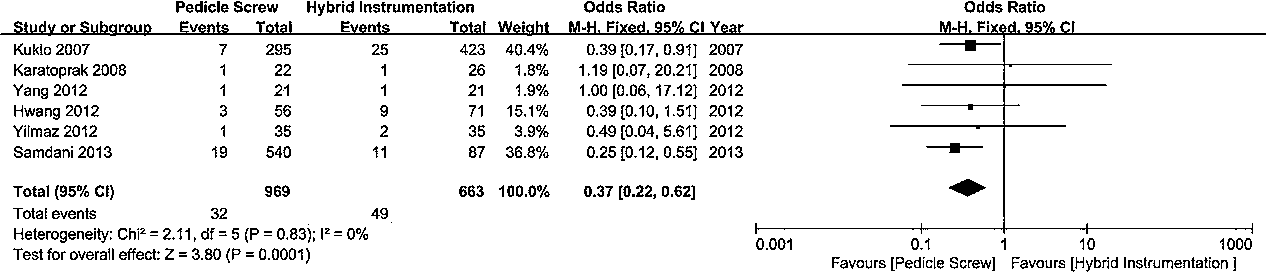 Pedicle Screw Hybrid Instrumentation Odds Ratio Odds Ratio
Study or Subgroup Events Total Events Total Weight M-H. Fixed. 95% CI Year M-H. Fixed. 95% CI
Kuklo 2007 7 295 25 423 40.4% 0.39 [0.17, 0.91] 2007
Karatoprak 2008 1 22 1 26 1.8% 1.19 [0.07, 20.21] 2008
Yang 2012 1 21 1 21 1.9% 1.00 [0.06, 17.12] 2012
Hwang 2012 3 56 9 71 15.1% 0.39 [0.10, 1.51] 2012
Yilmaz 2012 1 35 2 35 3.9% 0.49 [0.04, 5.61] 2012
Samdani 2013 19 540 11 87 36.8% 0.25 [0.12, 0.55] 2013
Total (95% CI) 969 663 100.0% 0.37 [0.22, 0.62]
Total events 32 49
Heterogeneity: Chi² = 2.11, df = 5 (P = 0.83); I² = 0%
Test for overall effect: Z = 3.80 (P = 0.0001)
0.001 0.1 1 10 1000
Favours [Pedicle Screw] Favours [Hybrid Instrumentation ]